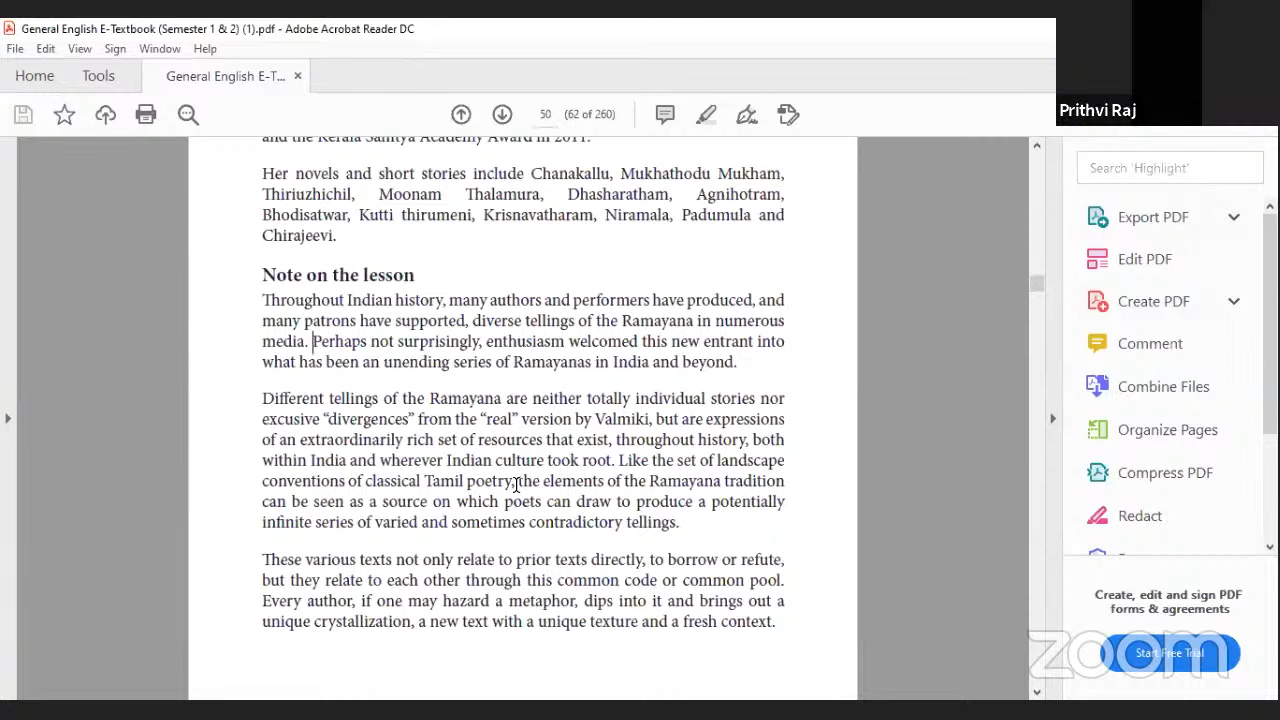 General English E-Textbook (Semester 1 & 2) (1).pdf - Adobe Acrobat Reader DC
File Edit View Sign Window Help
Home Tools General English E-T... ×
50 (62 of 260)
Prithvi Raj
and the Kerala Sahitya Academy Award in 2011.
Her novels and short stories include Chanakallu, Mukhathodu Mukham,
Thiriuzhichil, Moonam Thalamura, Dhasharatham, Agnihotram,
Bhodisatwar, Kutti thirumeni, Krisnavatharam, Niramala, Padumula and
Chirajeevi.
Note on the lesson
Throughout Indian history, many authors and performers have produced, and
many patrons have supported, diverse tellings of the Ramayana in numerous
media. Perhaps not surprisingly, enthusiasm welcomed this new entrant into
what has been an unending series of Ramayanas in India and beyond.
Different tellings of the Ramayana are neither totally individual stories nor
excusive “divergences” from the “real” version by Valmiki, but are expressions
of an extraordinarily rich set of resources that exist, throughout history, both
within India and wherever Indian culture took root. Like the set of landscape
conventions of classical Tamil poetry, the elements of the Ramayana tradition
can be seen as a source on which poets can draw to produce a potentially
infinite series of varied and sometimes contradictory tellings.
These various texts not only relate to prior texts directly, to borrow or refute,
but they relate to each other through this common code or common pool.
Every author, if one may hazard a metaphor, dips into it and brings out a
unique crystallization, a new text with a unique texture and a fresh context.
Search 'Highlight'
Export PDF
Edit PDF
Create PDF
Comment
Combine Files
Organize Pages
Compress PDF
Redact
Create, edit and sign PDF
forms & agreements
Start Free Trial
zoom